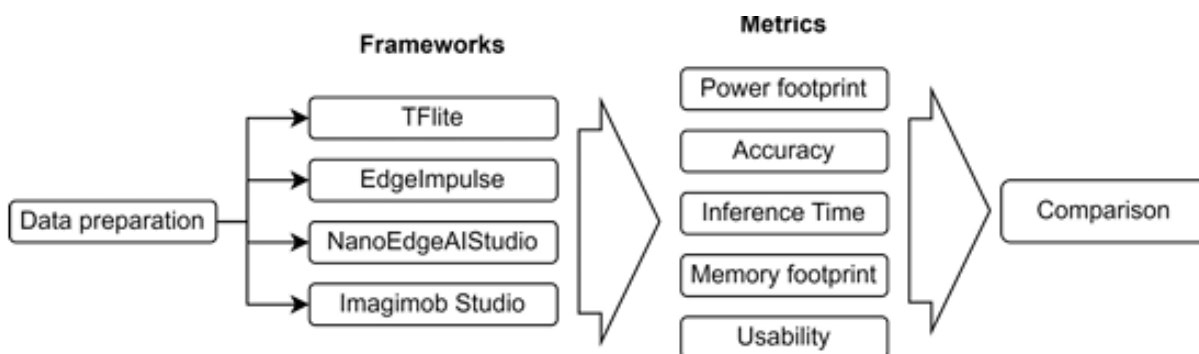 Frameworks
Metrics
Data preparation
TFlite
EdgeImpulse
NanoEdgeAIStudio
Imagimob Studio
Power footprint
Accuracy
Inference Time
Memory footprint
Usability
Comparison